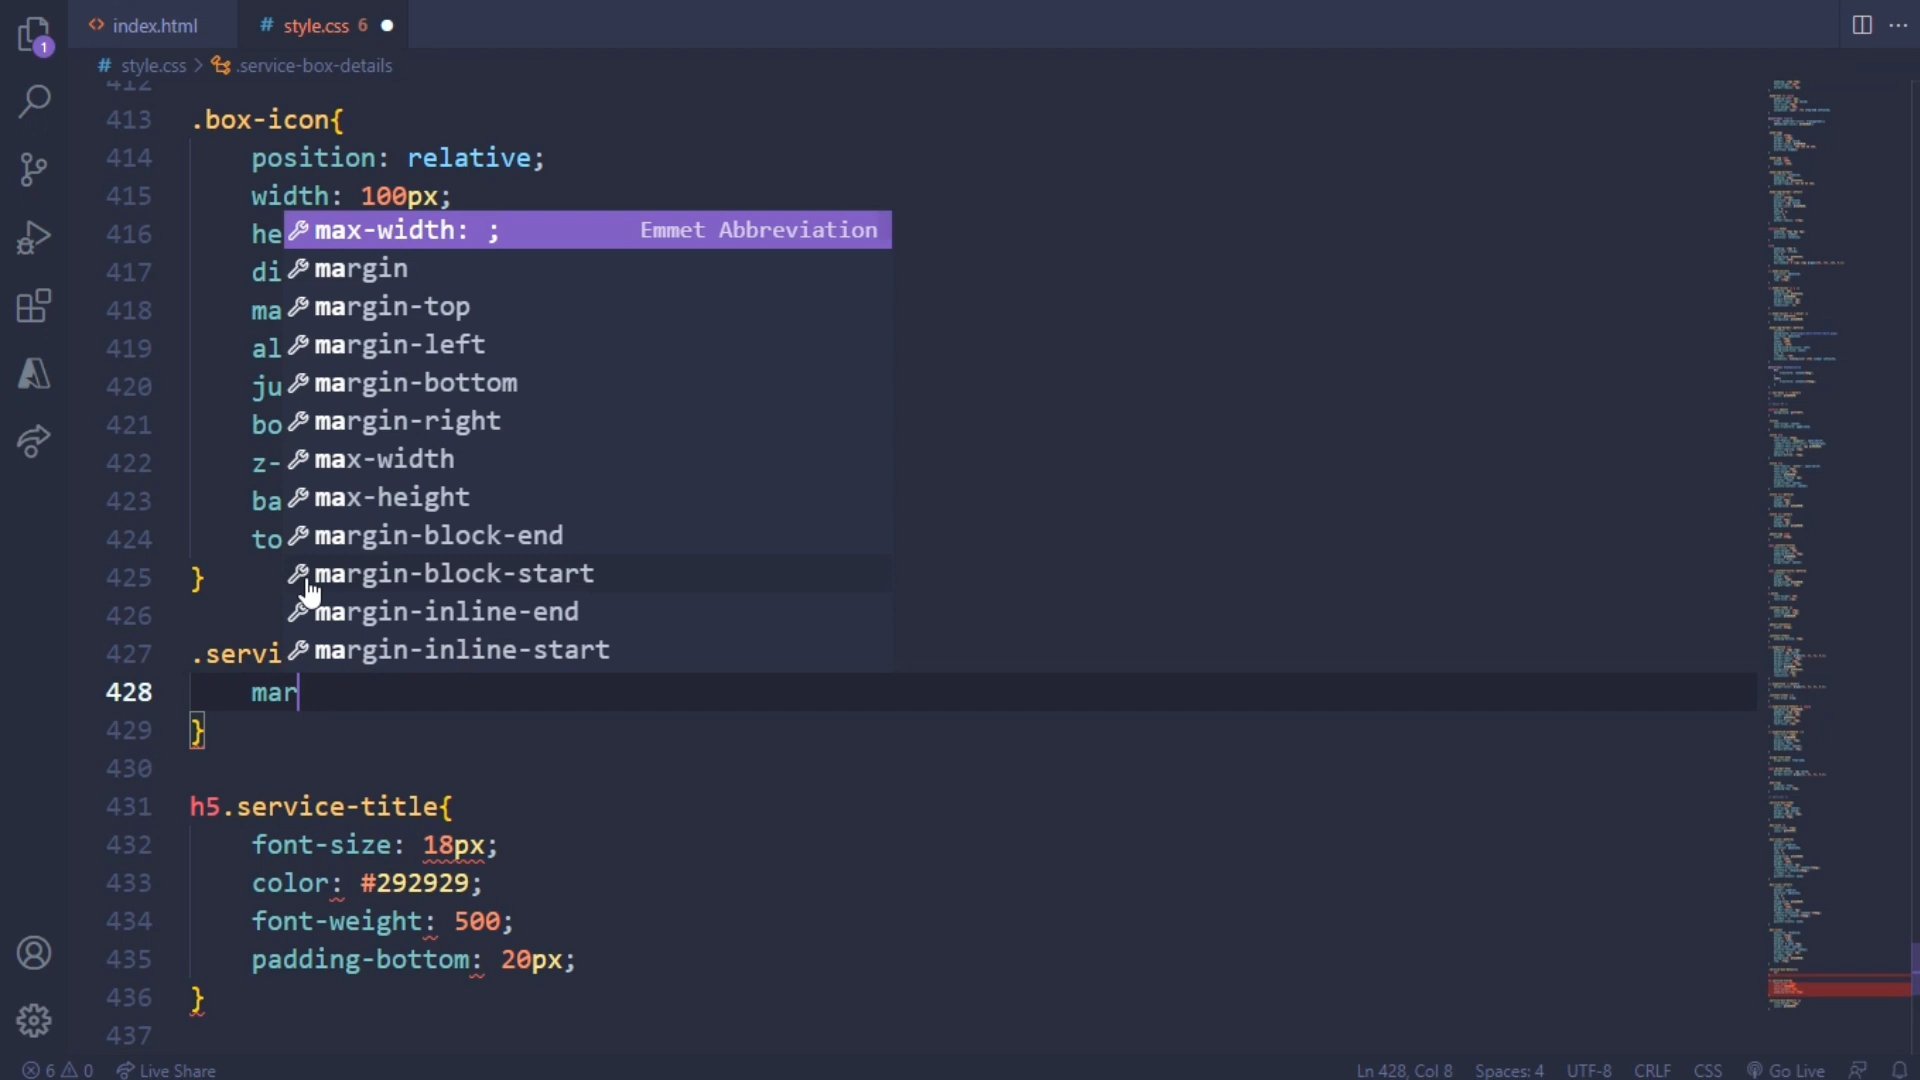 1
<> index.html
# style.css 6
# style.css > .service-box-details
412
413 .box-icon{
414 position: relative;
415 width: 100px;
416 he
417 di
418 ma
419 al
420 ju
421 bo
422 z-
423 ba
424 to
425 }
426
427 .servi
428 mar
429 }
430
431 h5.service-title{
432 font-size: 18px;
433 color: #292929;
434 font-weight: 500;
435 padding-bottom: 20px;
436 }
437
max-width: ; Emmet Abbreviation
margin
margin-top
margin-left
margin-bottom
margin-right
max-width
max-height
margin-block-end
margin-block-start
margin-inline-end
margin-inline-start
6 0 Live Share Ln 428, Col 8 Spaces: 4 UTF-8 CRLF CSS Go Live